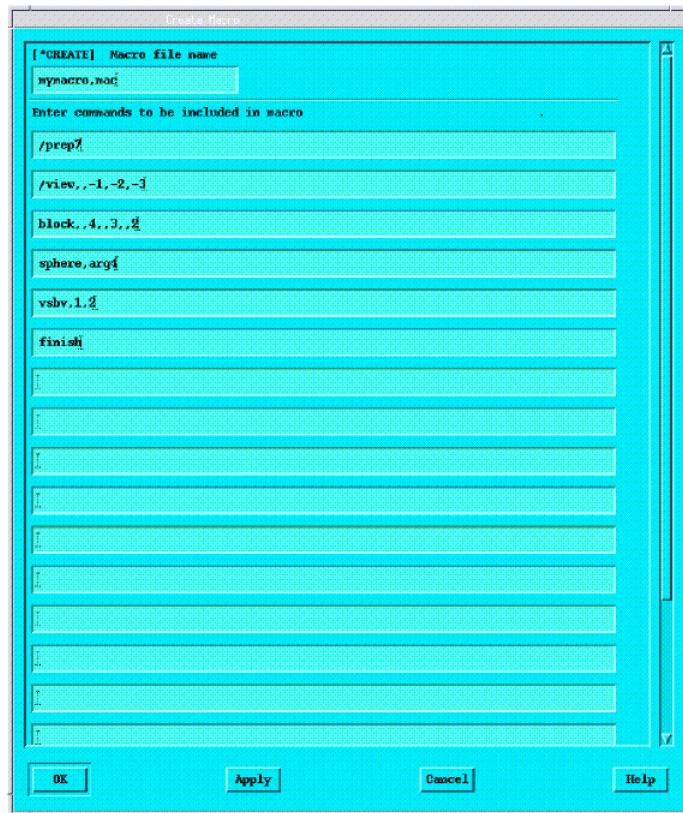 Create Macro
[*CREATE] Macro file name
mymacro,mac
Enter commands to be included in macro
/prep7
/view,,-1,-2,-3
block,,4,,3,,2
sphere,arg1
vsbv,1,2
finish
OK Apply Cancel Help